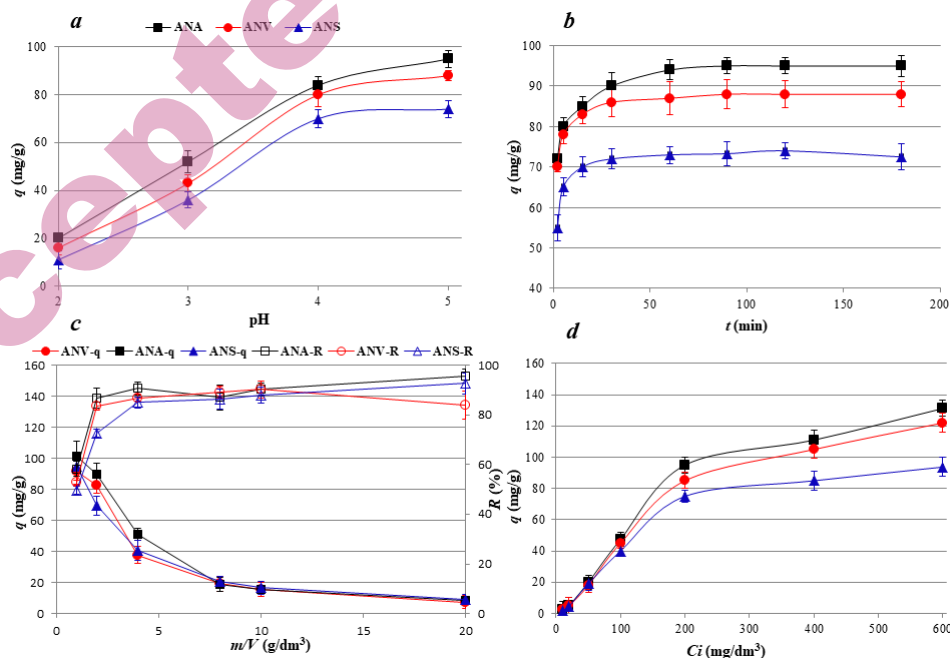 a
ANA ANV ANS
q (mg/g)
100
80
60
40
20
0
2 3 4 5
pH
b
q (mg/g)
100
90
80
70
60
50
40
0 50 100 150 200
t (min)
c
ANV-q ANA-q ANS-q ANA-R ANV-R ANS-R
q (mg/g)
160
140
120
100
80
60
40
20
0
0 5 10 15 20
m/V (g/dm³)
R (%)
100
80
60
40
20
0
d
q (mg/g)
160
140
120
100
80
60
40
20
0
0 100 200 300 400 500 600
Ci (mg/dm³)
cepte